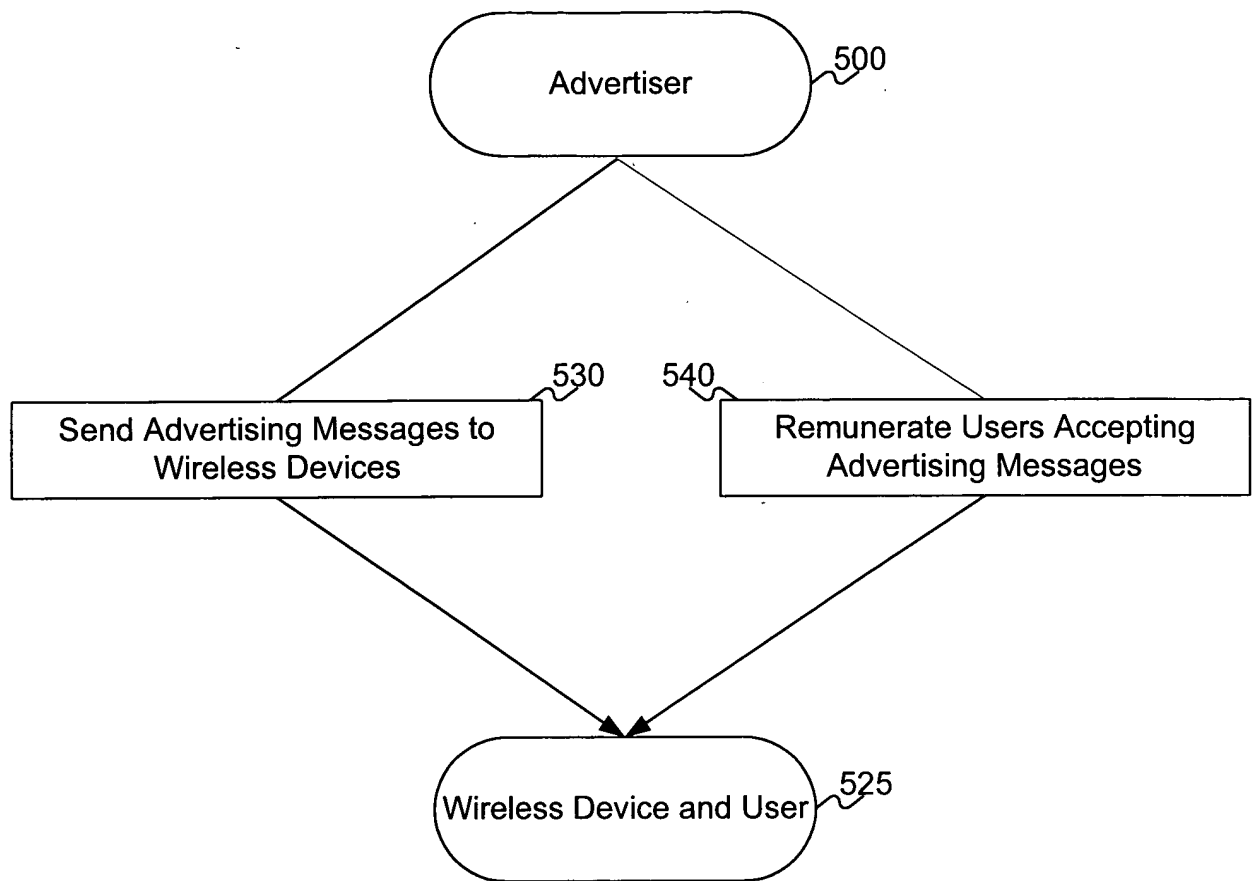 Advertiser
500
530
540
Send Advertising Messages to
Wireless Devices
Remunerate Users Accepting
Advertising Messages
525
Wireless Device and User